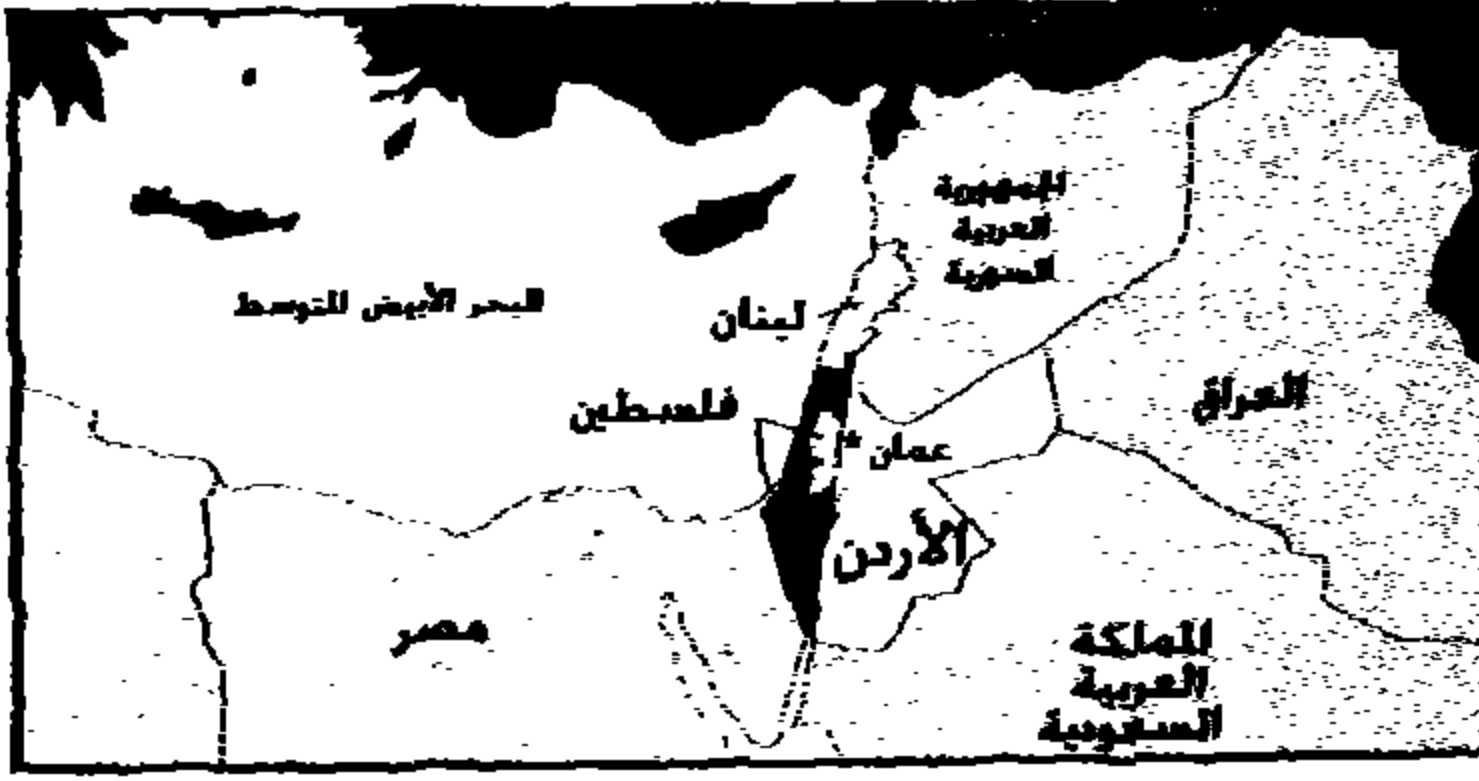 الجمهورية
العربية
السورية
البحر الأبيض المتوسط
لبنان
العراق
فلسطين
عمان
الأردن
مصر
المملكة
العربية
السعودية